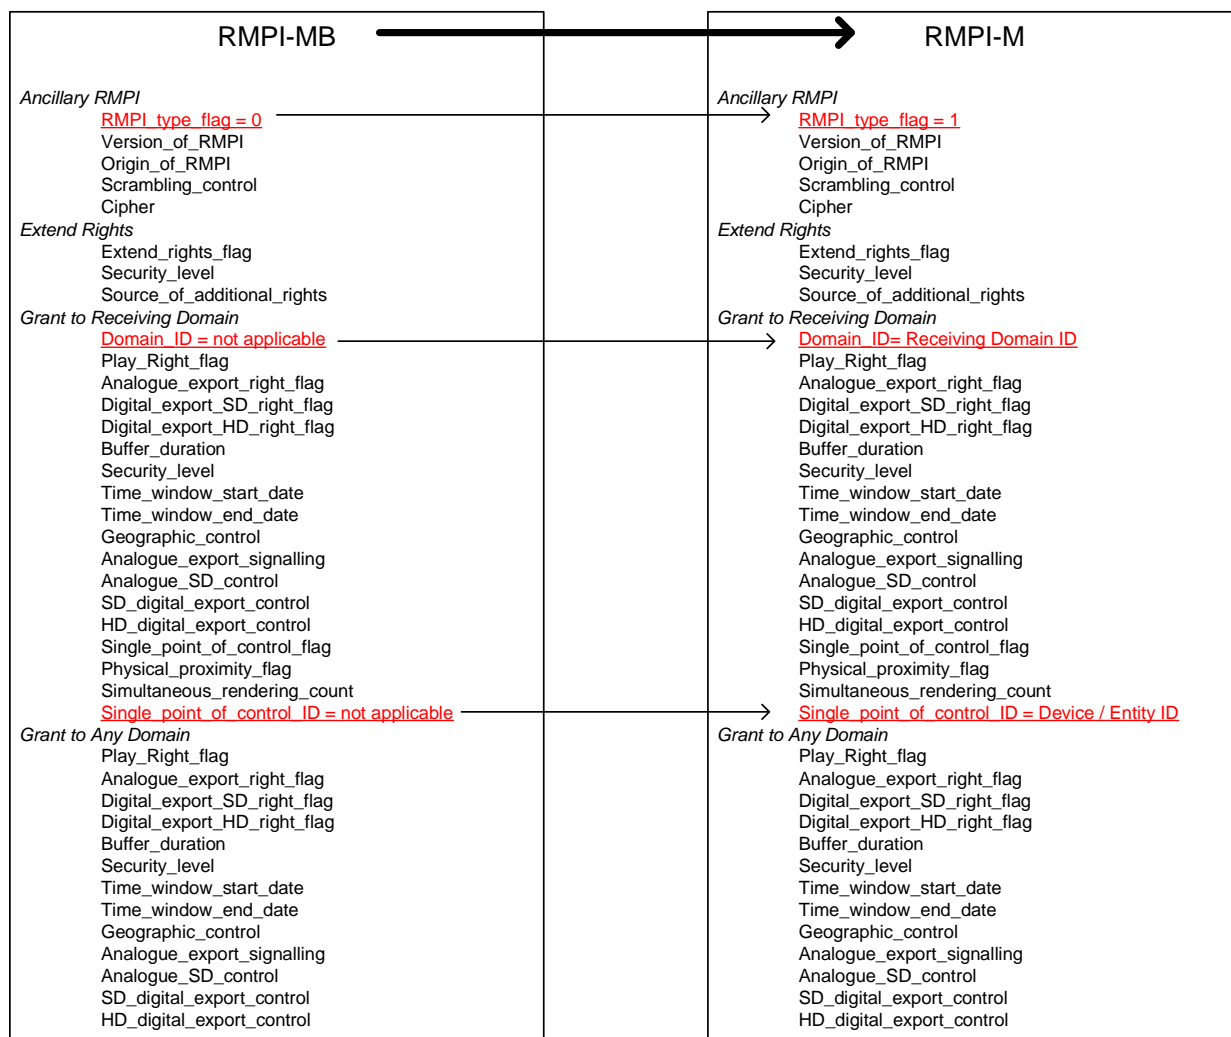 RMPI-MB
Ancillary RMPI
RMPI_type_flag = 0
Version_of_RMPI
Origin_of_RMPI
Scrambling_control
Cipher
Extend Rights
Extend_rights_flag
Security_level
Source_of_additional_rights
Grant to Receiving Domain
Domain_ID = not applicable
Play_Right_flag
Analogue_export_right_flag
Digital_export_SD_right_flag
Digital_export_HD_right_flag
Buffer_duration
Security_level
Time_window_start_date
Time_window_end_date
Geographic_control
Analogue_export_signalling
Analogue_SD_control
SD_digital_export_control
HD_digital_export_control
Single_point_of_control_flag
Physical_proximity_flag
Simultaneous_rendering_count
Single_point_of_control_ID = not applicable
Grant to Any Domain
Play_Right_flag
Analogue_export_right_flag
Digital_export_SD_right_flag
Digital_export_HD_right_flag
Buffer_duration
Security_level
Time_window_start_date
Time_window_end_date
Geographic_control
Analogue_export_signalling
Analogue_SD_control
SD_digital_export_control
HD_digital_export_control
RMPI-M
Ancillary RMPI
RMPI_type_flag = 1
Version_of_RMPI
Origin_of_RMPI
Scrambling_control
Cipher
Extend Rights
Extend_rights_flag
Security_level
Source_of_additional_rights
Grant to Receiving Domain
Domain_ID= Receiving Domain ID
Play_Right_flag
Analogue_export_right_flag
Digital_export_SD_right_flag
Digital_export_HD_right_flag
Buffer_duration
Security_level
Time_window_start_date
Time_window_end_date
Geographic_control
Analogue_export_signalling
Analogue_SD_control
SD_digital_export_control
HD_digital_export_control
Single_point_of_control_flag
Physical_proximity_flag
Simultaneous_rendering_count
Single_point_of_control_ID = Device / Entity ID
Grant to Any Domain
Play_Right_flag
Analogue_export_right_flag
Digital_export_SD_right_flag
Digital_export_HD_right_flag
Buffer_duration
Security_level
Time_window_start_date
Time_window_end_date
Geographic_control
Analogue_export_signalling
Analogue_SD_control
SD_digital_export_control
HD_digital_export_control